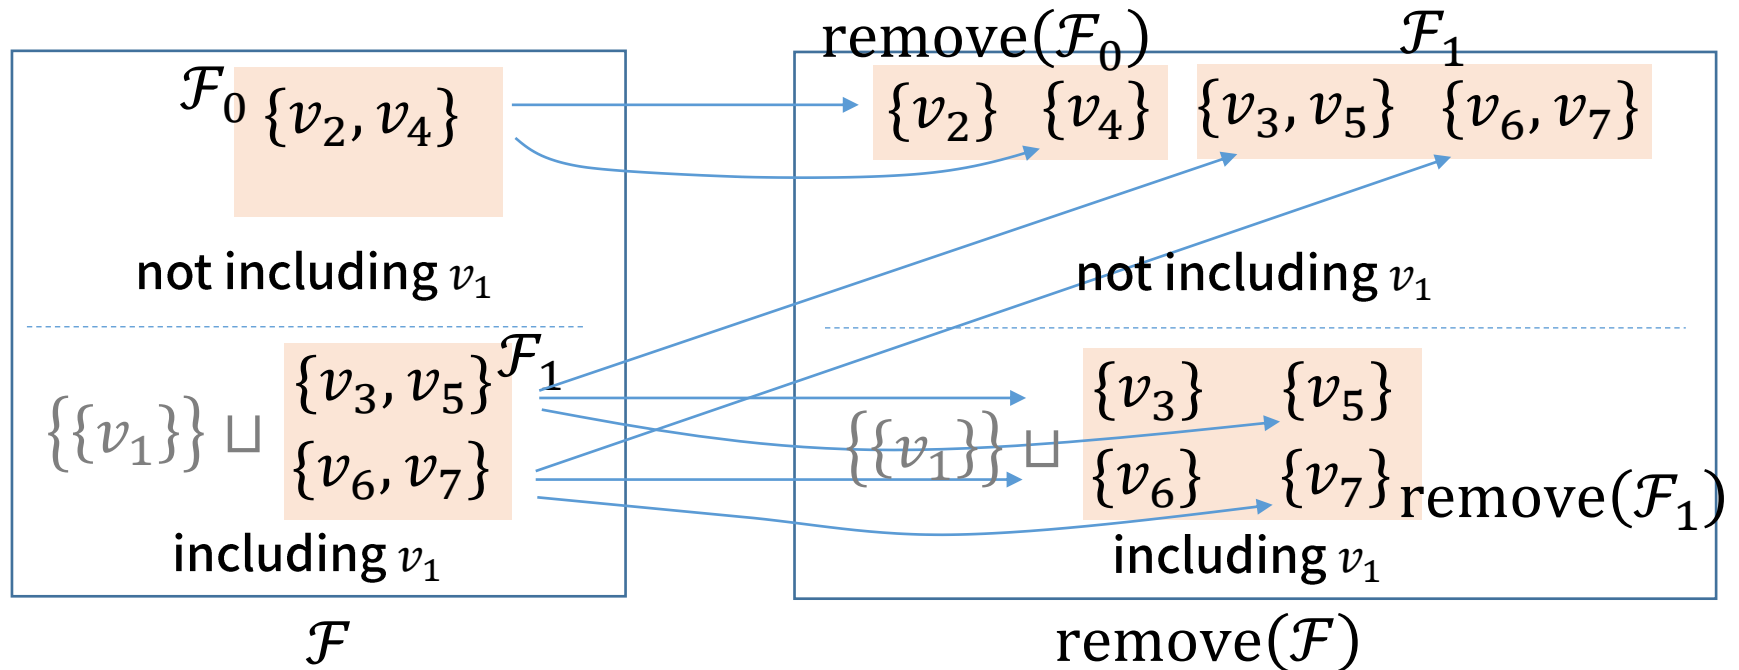 ℱ₀ {v₂, v₄}
not including v₁
{{v₁}} ⊔ {v₃, v₅} ℱ₁
{v₆, v₇}
including v₁
ℱ
remove(ℱ₀) ℱ₁
{v₂} {v₄} {v₃, v₅} {v₆, v₇}
not including v₁
{{v₁}} ⊔ {v₃} {v₅}
{v₆} {v₇} remove(ℱ₁)
including v₁
remove(ℱ)